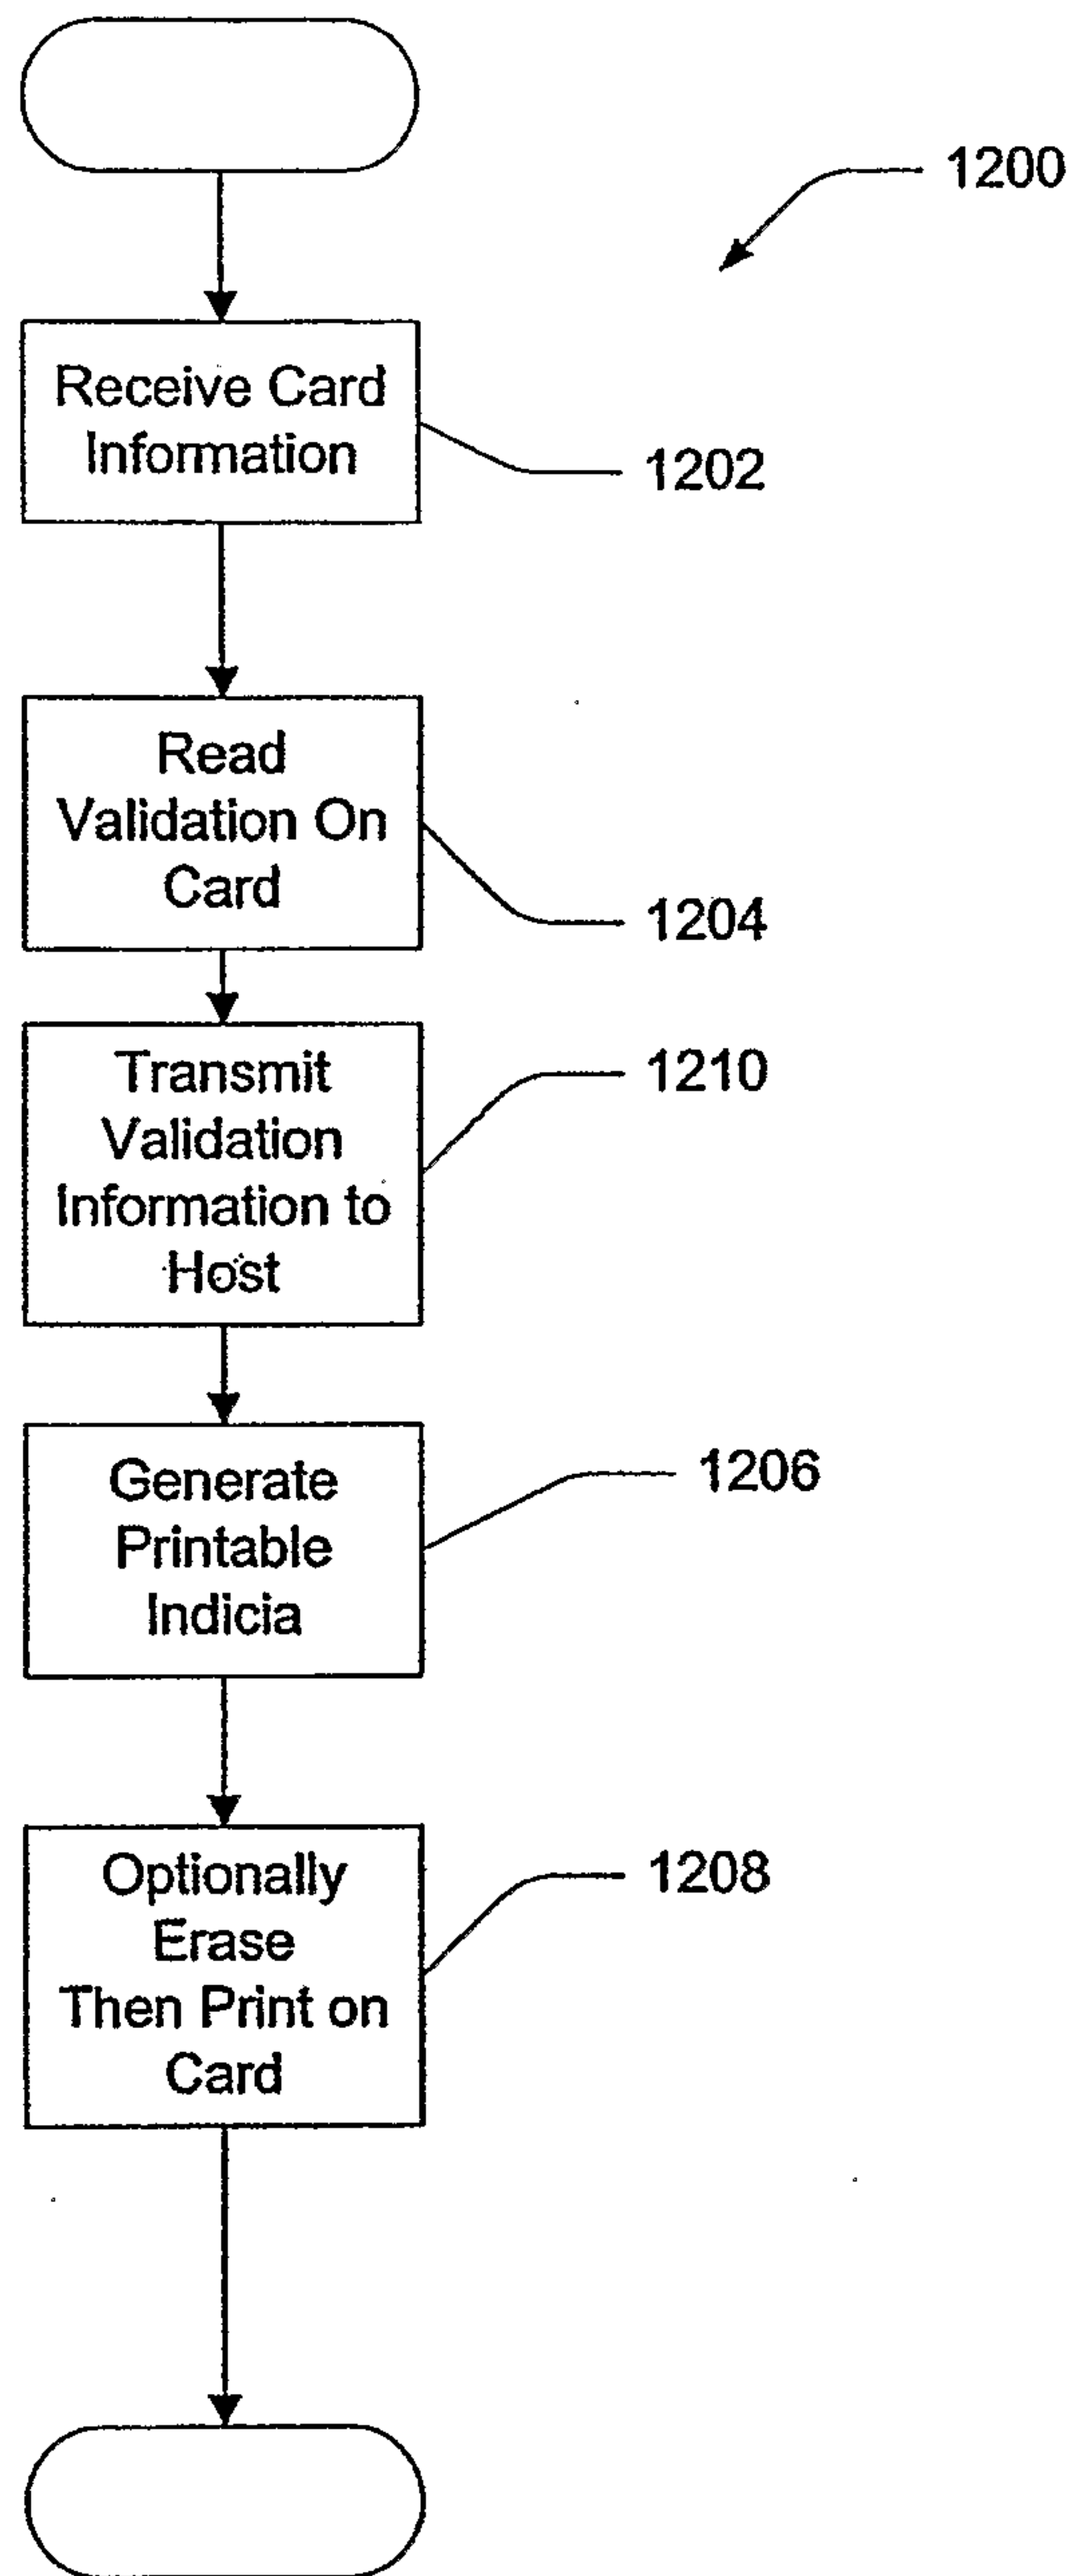 1200
Receive Card
Information
1202
Read
Validation On
Card
1204
Transmit
Validation
Information to
Host
1210
Generate
Printable
Indicia
1206
Optionally
Erase
Then Print on
Card
1208